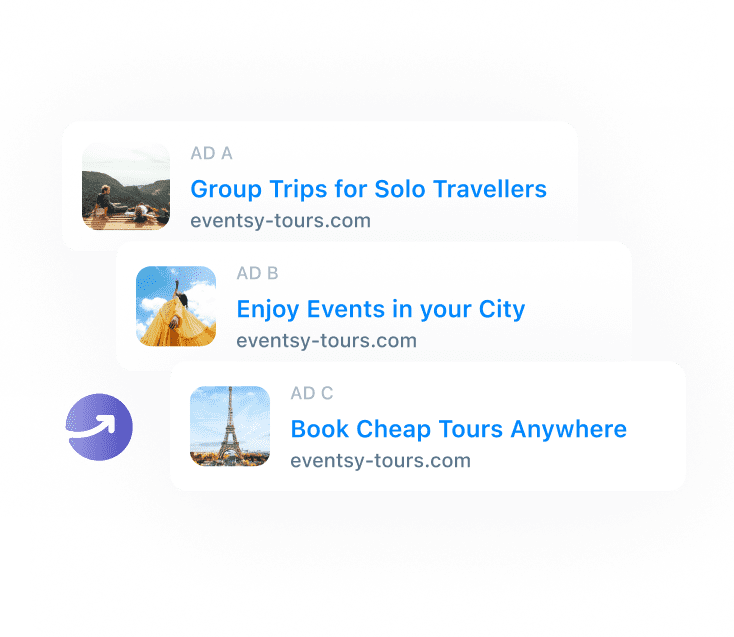 AD A
Group Trips for Solo Travellers
eventsy-tours.com
AD B
Enjoy Events in your City
eventsy-tours.com
AD C
Book Cheap Tours Anywhere
eventsy-tours.com